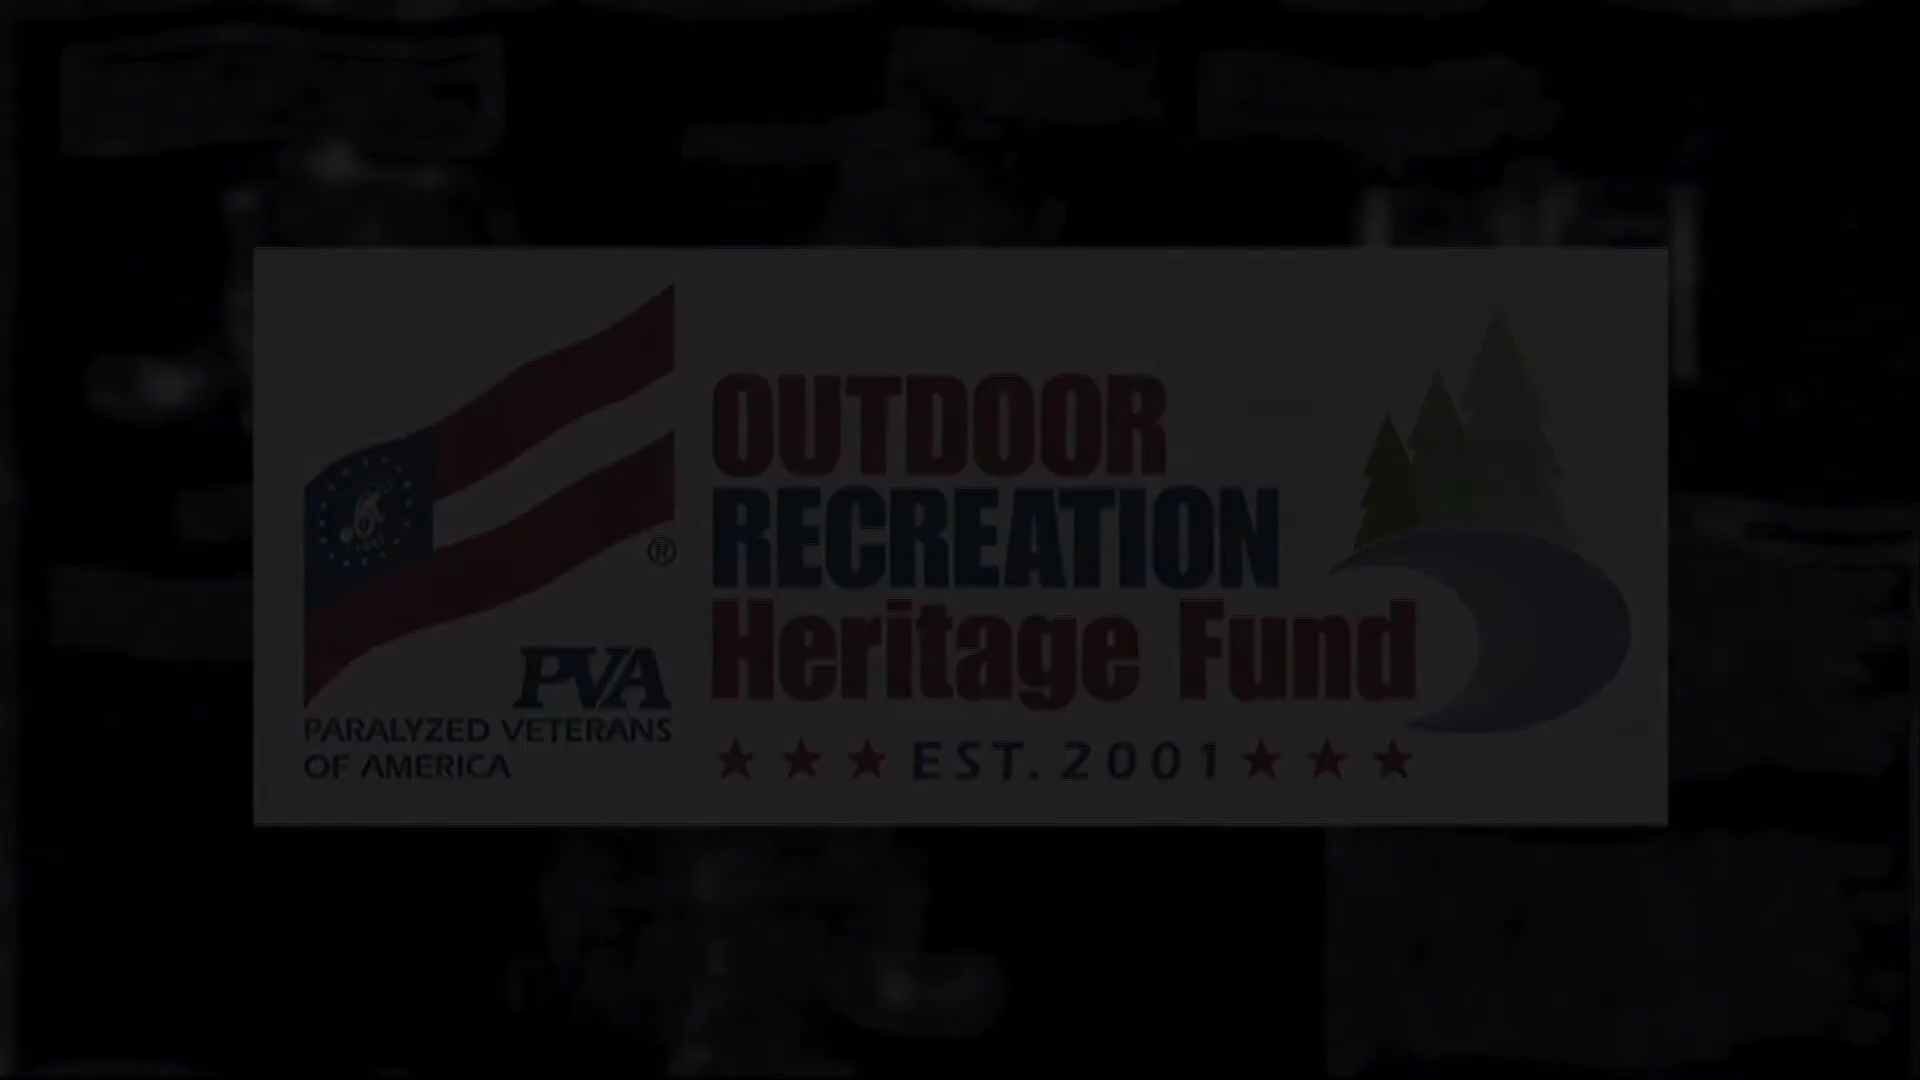 OUTDOOR
RECREATION
Heritage Fund
®
PVA
PARALYZED VETERANS
OF AMERICA
EST. 2001